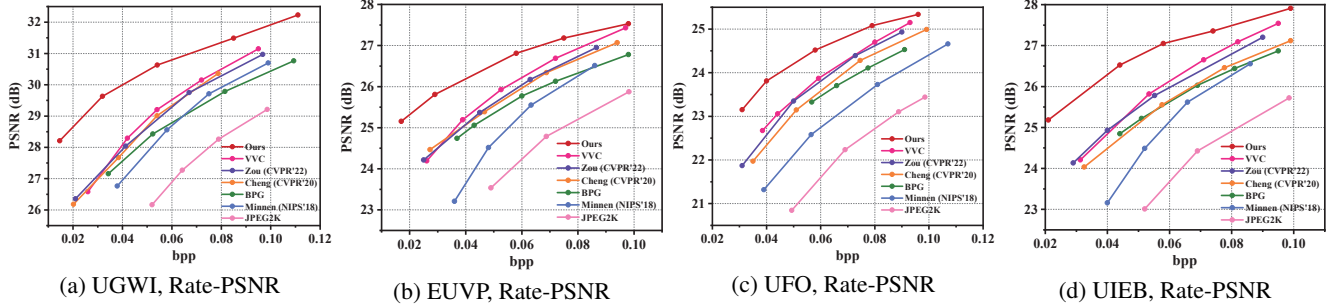 32
31
30
29
28
27
26
PSNR (dB)
Ours
VVC
Zou (CVPR'22)
Cheng (CVPR'20)
BPG
Minnen (NIPS'18)
JPEG2K
0.02 0.04 0.06 0.08 0.10 0.12
bpp
(a) UGWI, Rate-PSNR
28
27
26
25
24
23
PSNR (dB)
Ours
VVC
Zou (CVPR'22)
Cheng (CVPR'20)
BPG
Minnen (NIPS'18)
JPEG2K
0.02 0.04 0.06 0.08 0.10
bpp
(b) EUVP, Rate-PSNR
25
24
23
22
21
PSNR (dB)
Ours
VVC
Zou (CVPR'22)
Cheng (CVPR'20)
BPG
Minnen (NIPS'18)
JPEG2K
0.02 0.04 0.06 0.08 0.10 0.12
bpp
(c) UFO, Rate-PSNR
28
27
26
25
24
23
PSNR (dB)
Ours
VVC
Zou (CVPR'22)
Cheng (CVPR'20)
BPG
Minnen (NIPS'18)
JPEG2K
0.02 0.04 0.06 0.08 0.10
bpp
(d) UIEB, Rate-PSNR